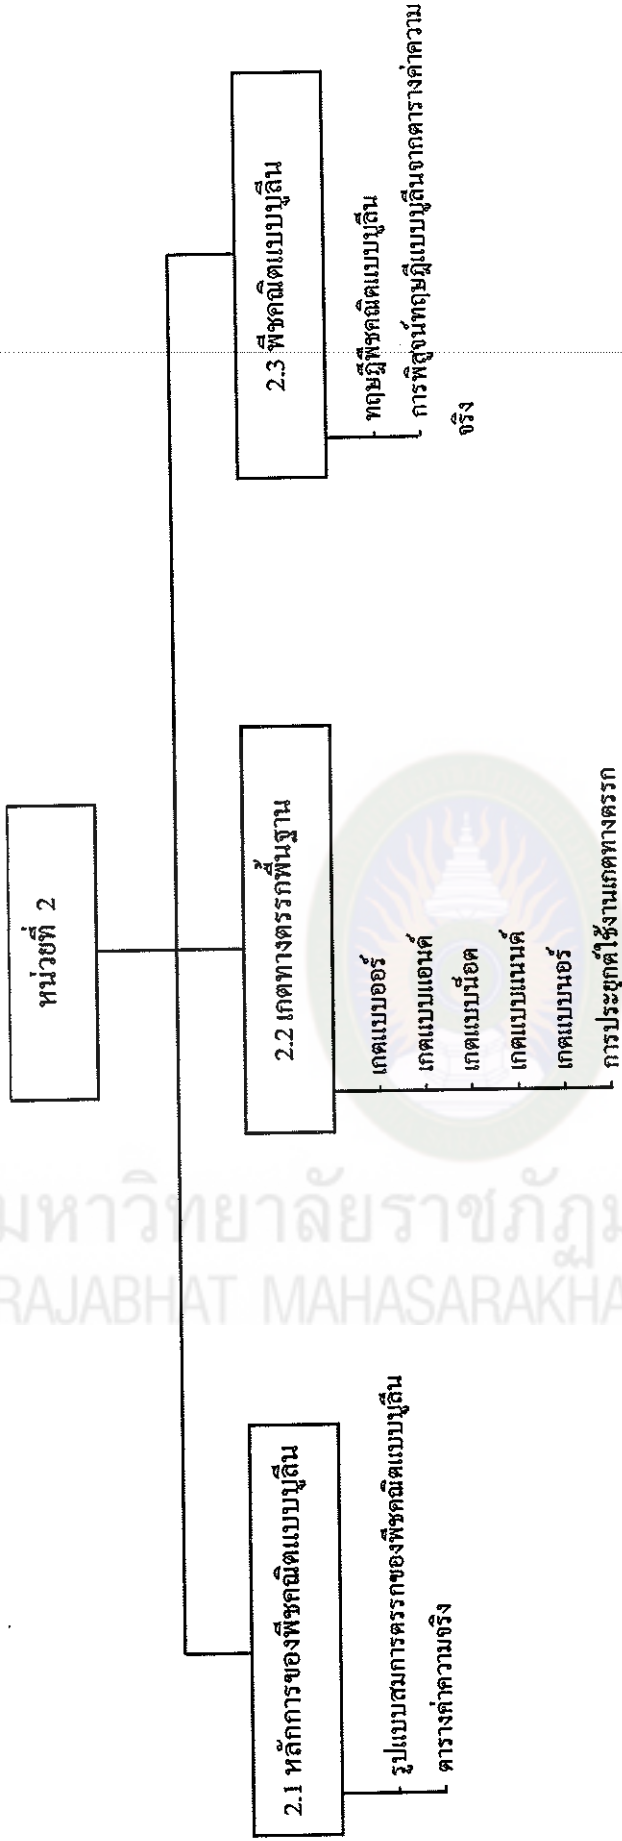 หน่วยที่ 2
2.1 หลักการของพีชคณิตแบบบูลีน
รูปแบบสมการตรรกของพีชคณิตแบบบูลีน
ตารางค่าความจริง
2.2 เกตทางตรรกพื้นฐาน
เกตแบบออร์
เกตแบบแอนด์
เกตแบบน็อต
เกตแบบแนนด์
เกตแบบนอร์
การประยุกต์ใช้งานเกตทางตรรก
2.3 พีชคณิตแบบบูลีน
ทฤษฎีพีชคณิตแบบบูลีน
การพิสูจน์ทฤษฎีแบบบูลีนจากตารางค่าความ
จริง
มหาวิทยาลัยราชภัฏม
RAJABHAT MAHASARAKHA